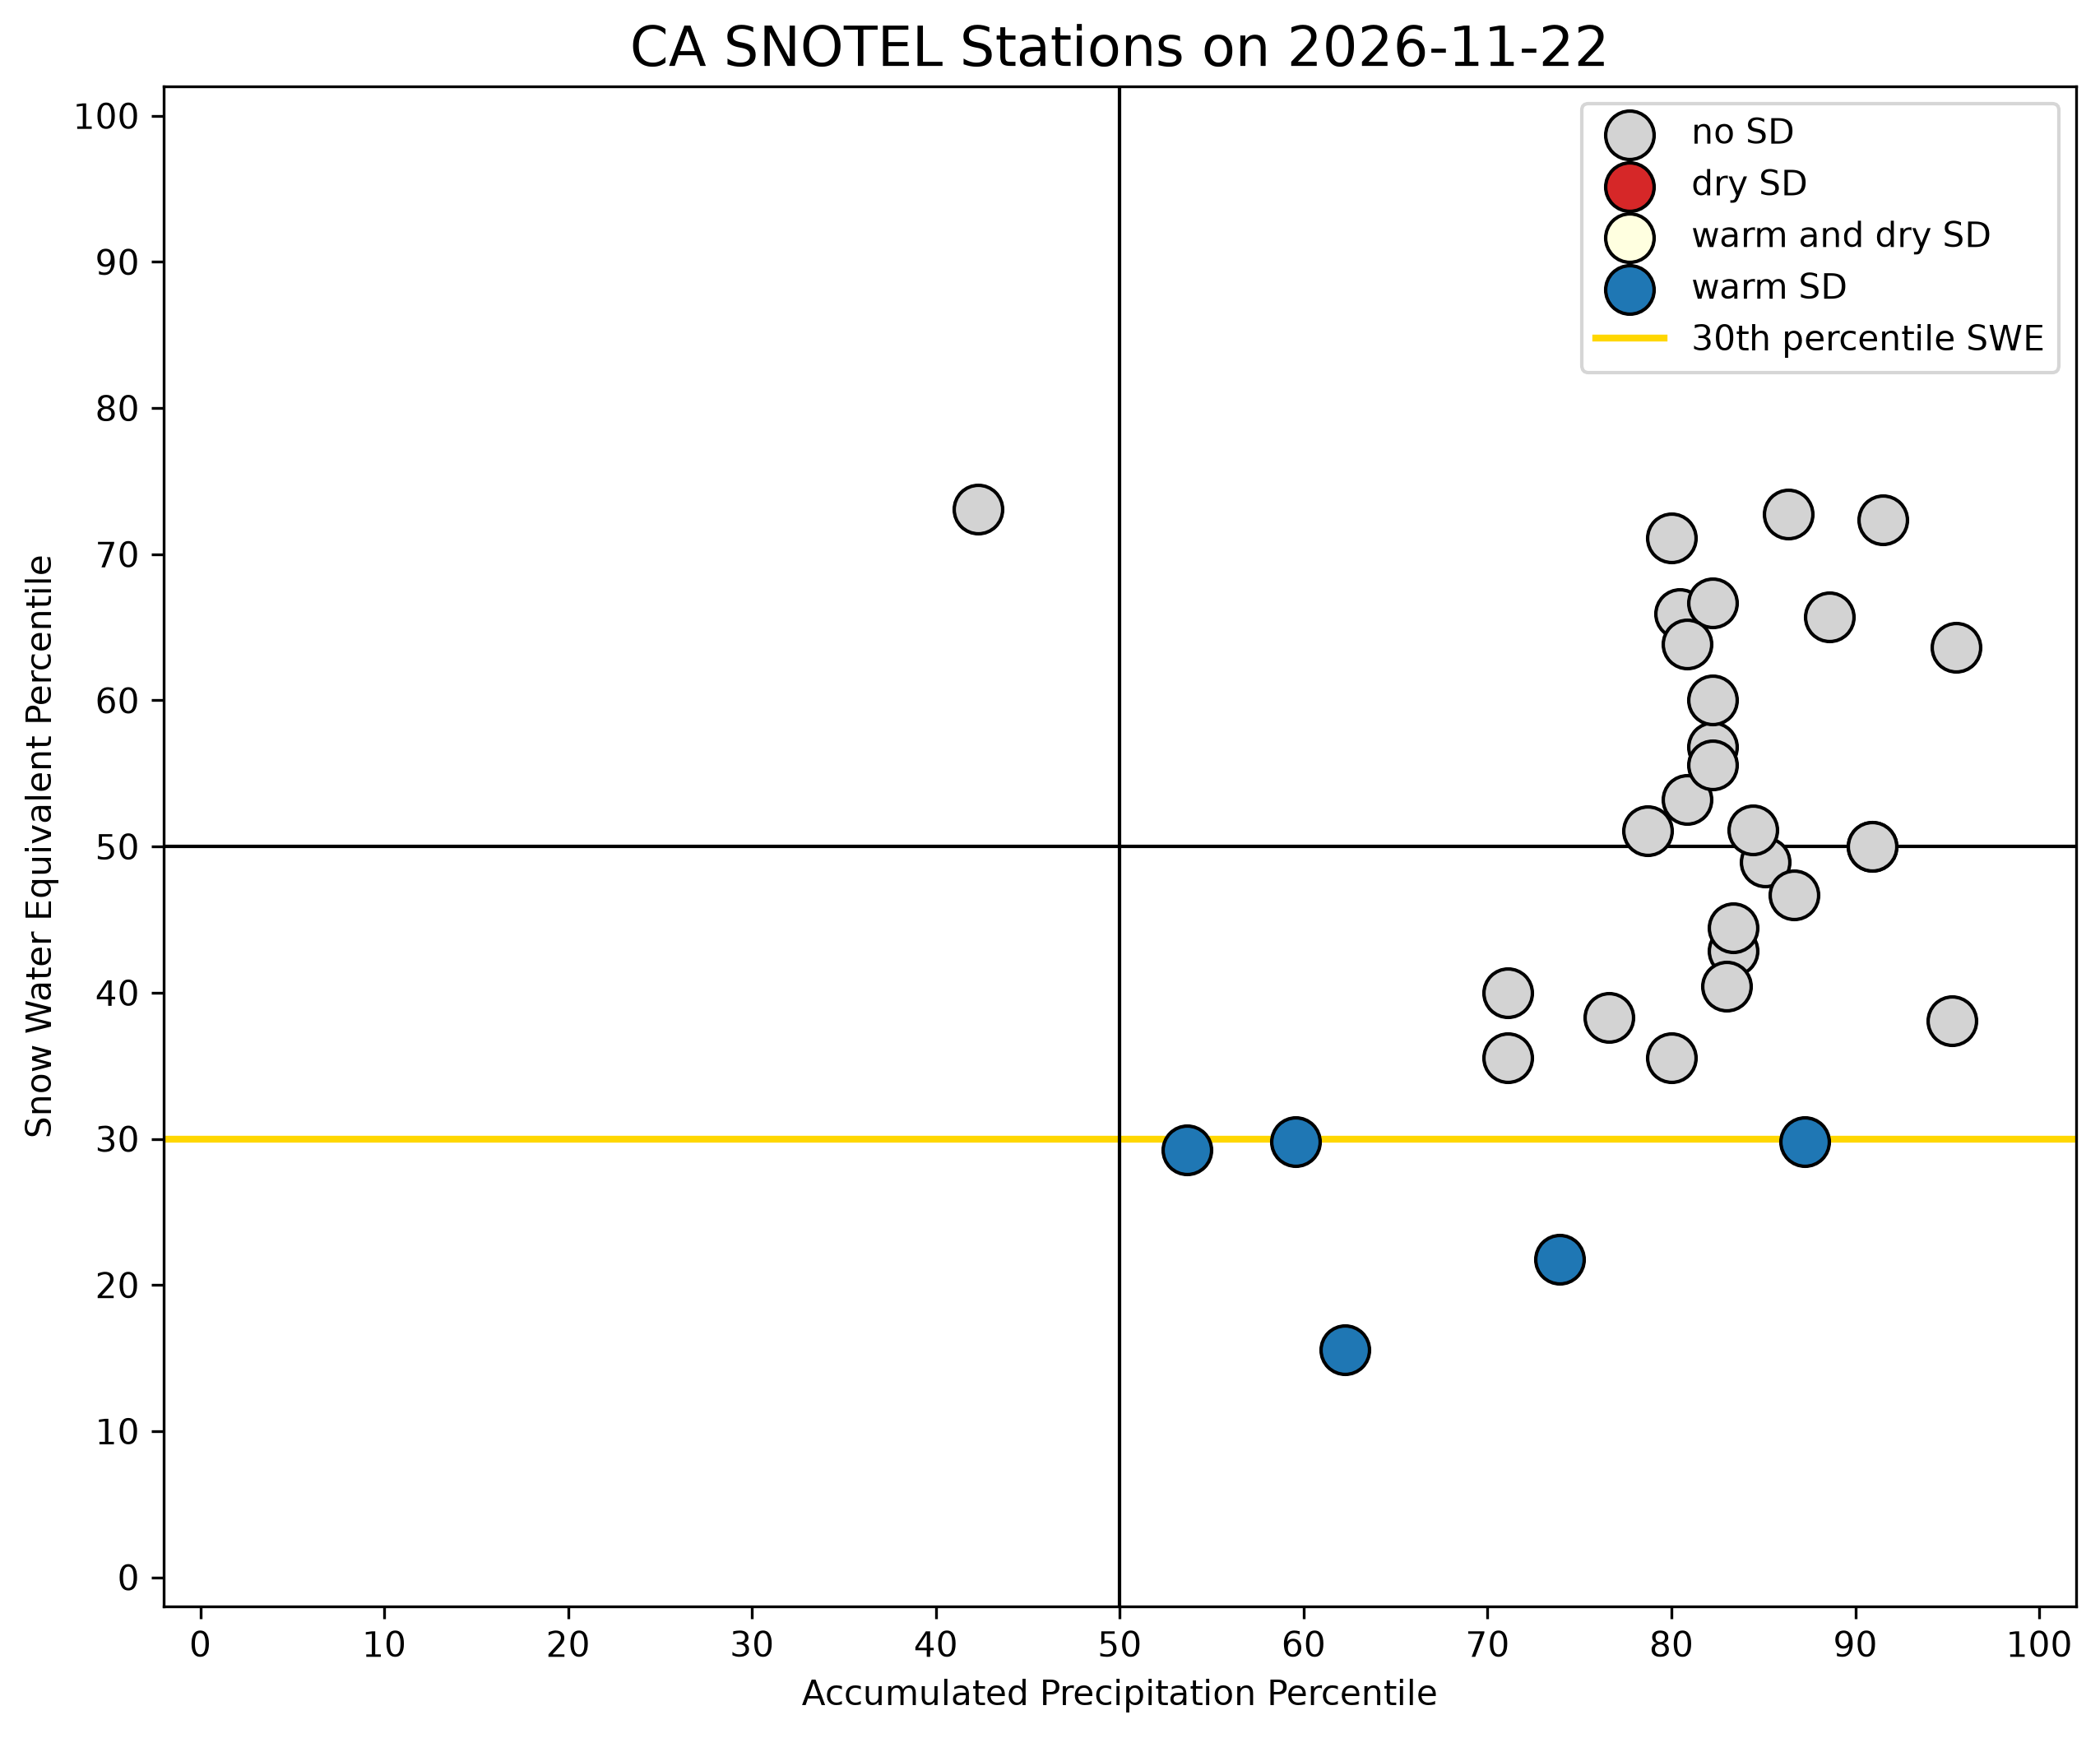 CA SNOTEL Stations on 2026-11-22
no SD
dry SD
warm and dry SD
warm SD
30th percentile SWE
100
90
80
70
60
50
40
30
20
10
0
Snow Water Equivalent Percentile
0 10 20 30 40 50 60 70 80 90 100
Accumulated Precipitation Percentile